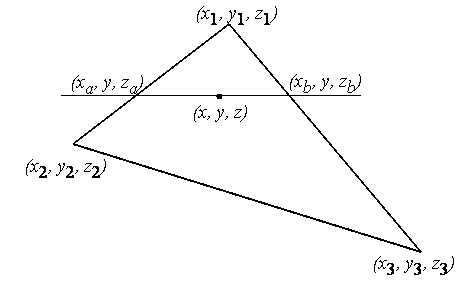 (x1, y1, z1)
(xa, y, za)
(xb, y, zb)
(x, y, z)
(x2, y2, z2)
(x3, y3, z3)